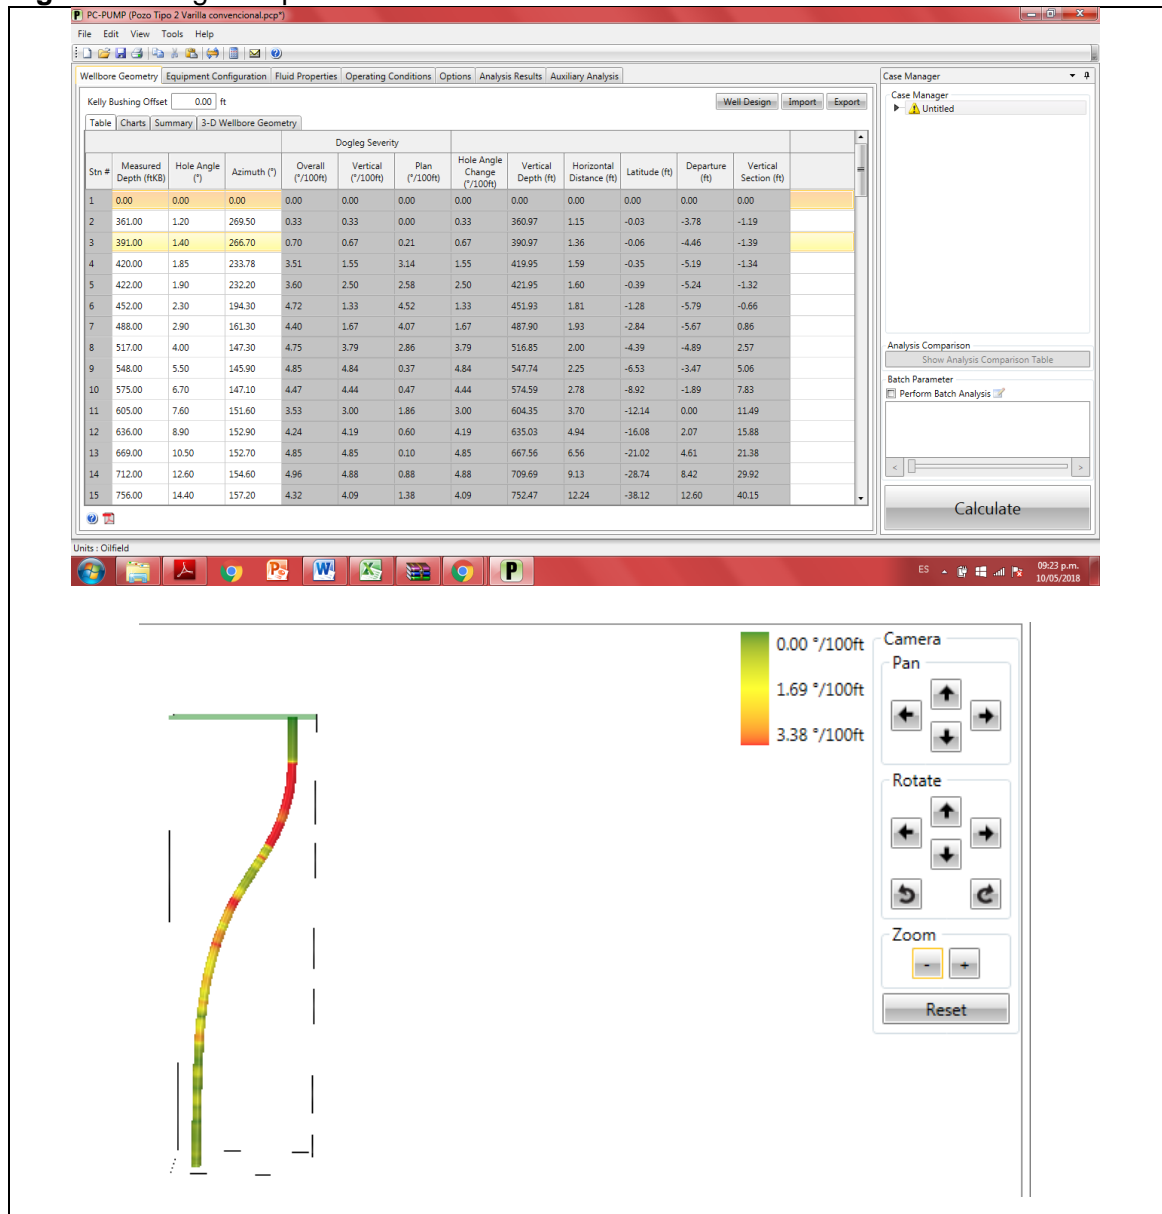 PC-PUMP (Pozo Tipo 2 Varilla convencional.pcp*)
File Edit View Tools Help
Wellbore Geometry Equipment Configuration Fluid Properties Operating Conditions Options Analysis Results Auxiliary Analysis
Kelly Bushing Offset 0.00 ft Well Design Import Export
Table Charts Summary 3-D Wellbore Geometry
Dogleg Severity
Stn # Measured Depth (ftKB) Hole Angle (°) Azimuth (°) Overall (°/100ft) Vertical (°/100ft) Plan (°/100ft) Hole Angle Change (°/100ft) Vertical Depth (ft) Horizontal Distance (ft) Latitude (ft) Departure (ft) Vertical Section (ft)
1 0.00 0.00 0.00 0.00 0.00 0.00 0.00 0.00 0.00 0.00 0.00 0.00
2 361.00 1.20 269.50 0.33 0.33 0.00 0.33 360.97 1.15 -0.03 -3.78 -1.19
3 391.00 1.40 266.70 0.70 0.67 0.21 0.67 390.97 1.36 -0.06 -4.46 -1.39
4 420.00 1.85 233.78 3.51 1.55 3.14 1.55 419.95 1.59 -0.35 -5.19 -1.34
5 422.00 1.90 232.20 3.60 2.50 2.58 2.50 421.95 1.60 -0.39 -5.24 -1.32
6 452.00 2.30 194.30 4.72 1.33 4.52 1.33 451.93 1.81 -1.28 -5.79 -0.66
7 488.00 2.90 161.30 4.40 1.67 4.07 1.67 487.90 1.93 -2.84 -5.67 0.86
8 517.00 4.00 147.30 4.75 3.79 2.86 3.79 516.85 2.00 -4.39 -4.89 2.57
9 548.00 5.50 145.90 4.85 4.84 0.37 4.84 547.74 2.25 -6.53 -3.47 5.06
10 575.00 6.70 147.10 4.47 4.44 0.47 4.44 574.59 2.78 -8.92 -1.89 7.83
11 605.00 7.60 151.60 3.53 3.00 1.86 3.00 604.35 3.70 -12.14 0.00 11.49
12 636.00 8.90 152.90 4.24 4.19 0.60 4.19 635.03 4.94 -16.08 2.07 15.88
13 669.00 10.50 152.70 4.85 4.85 0.10 4.85 667.56 6.56 -21.02 4.61 21.38
14 712.00 12.60 154.60 4.96 4.88 0.88 4.88 709.69 9.13 -28.74 8.42 29.92
15 756.00 14.40 157.20 4.32 4.09 1.38 4.09 752.47 12.24 -38.12 12.60 40.15
Case Manager
Case Manager
Untitled
Analysis Comparison
Show Analysis Comparison Table
Batch Parameter
Perform Batch Analysis
Calculate
Units : Oilfield
ES 09:23 p.m.
10/05/2018
0.00 °/100ft
1.69 °/100ft
3.38 °/100ft
Camera
Pan
Rotate
Zoom
- +
Reset